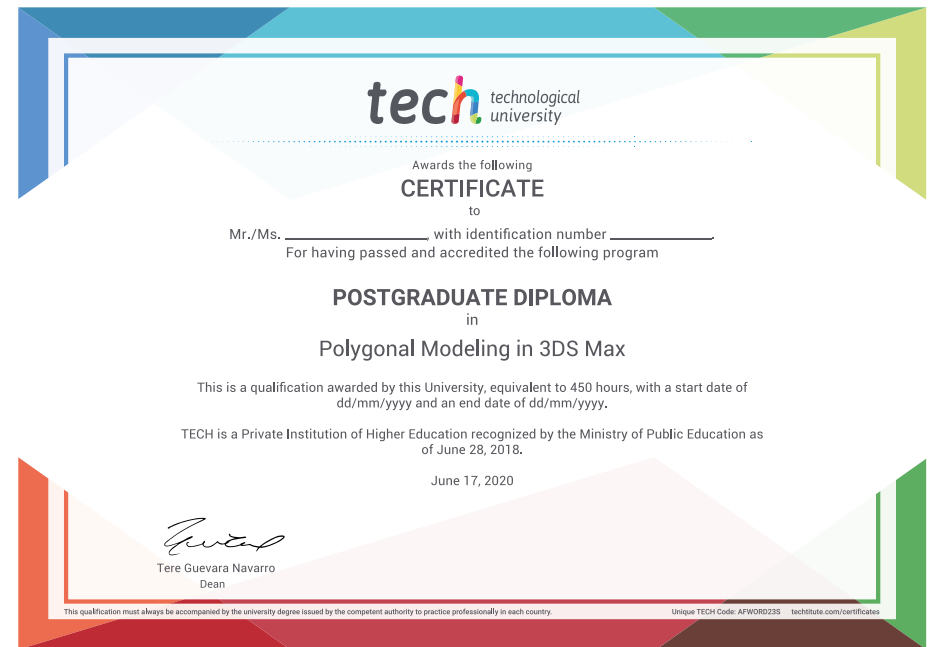 tech technological
university
Awards the following
CERTIFICATE
to
Mr./Ms. ____________________, with identification number ______________.
For having passed and accredited the following program
POSTGRADUATE DIPLOMA
in
Polygonal Modeling in 3DS Max
This is a qualification awarded by this University, equivalent to 450 hours, with a start date of
dd/mm/yyyy and an end date of dd/mm/yyyy.
TECH is a Private Institution of Higher Education recognized by the Ministry of Public Education as
of June 28, 2018.
June 17, 2020
Tere Guevara Navarro
Dean
This qualification must always be accompanied by the university degree issued by the competent authority to practice professionally in each country.
Unique TECH Code: AFWORD23S techtitute.com/certificates